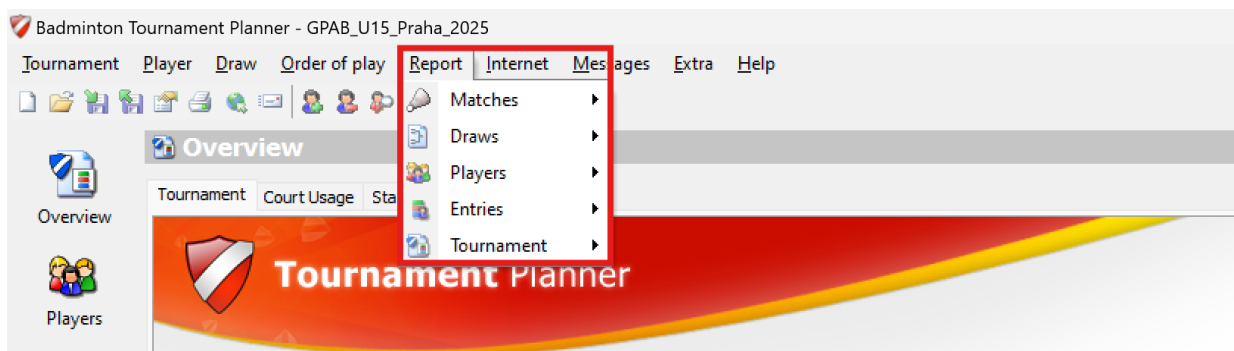 Badminton Tournament Planner - GPAB_U15_Praha_2025
Tournament Player Draw Order of play Report Internet Messages Extra Help
Matches
Draws
Players
Entries
Tournament
Overview
Tournament Court Usage Sta
Overview
Players
Tournament Planner